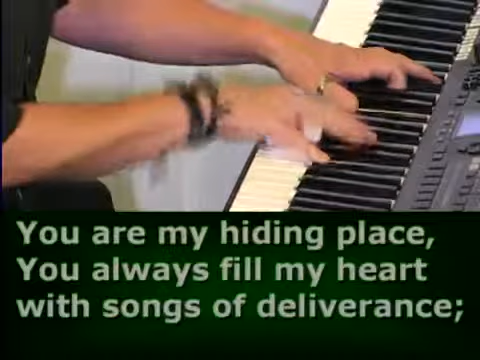 You are my hiding place,
You always fill my heart
with songs of deliverance;